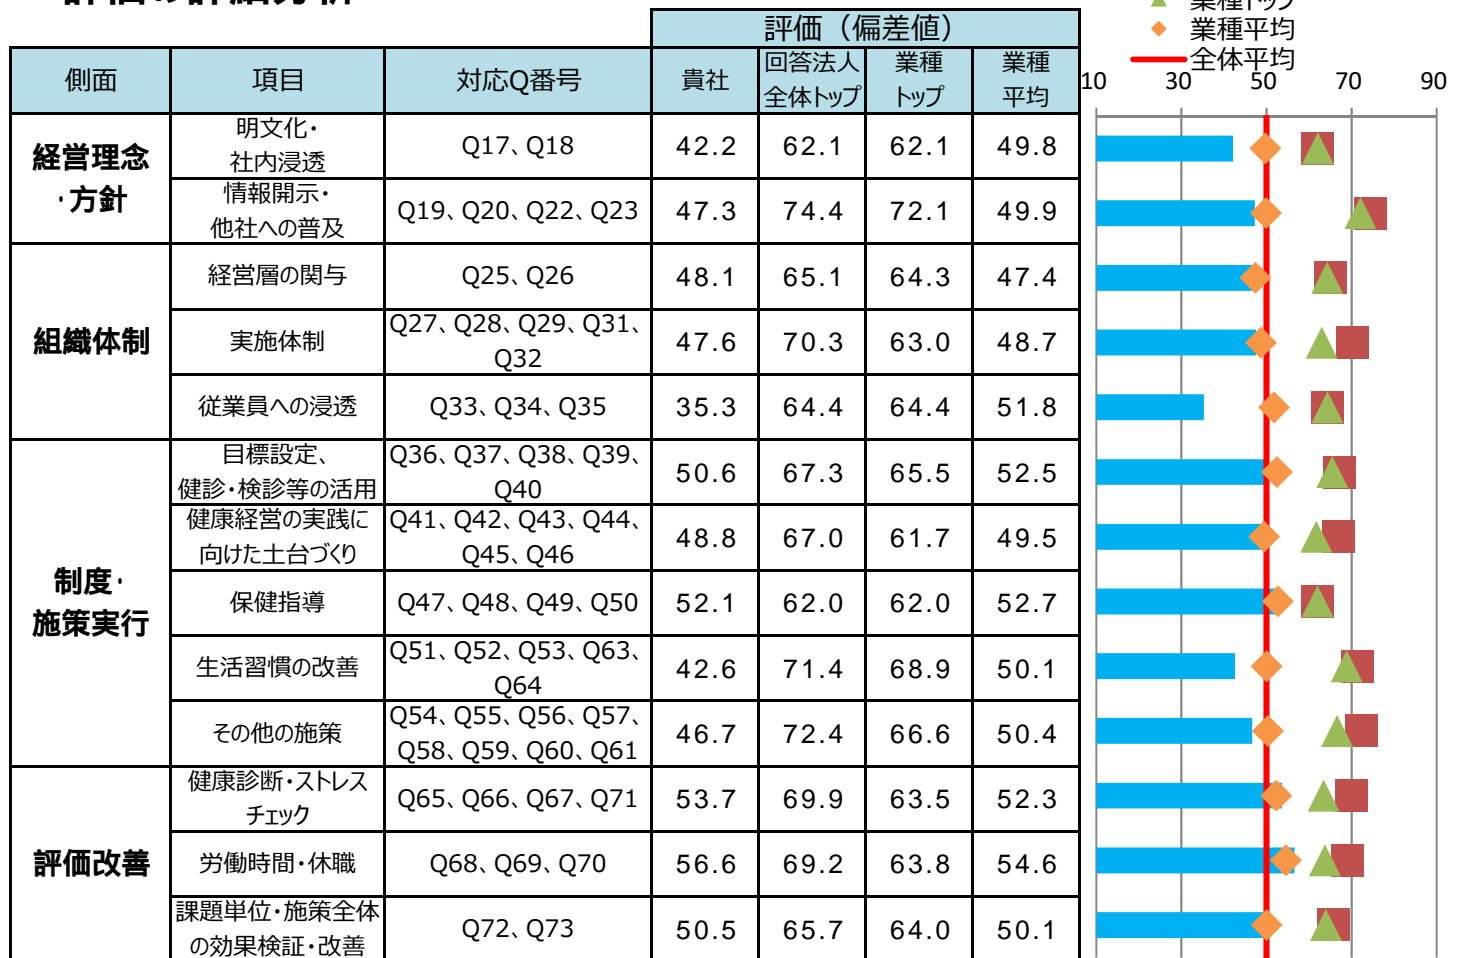 評価の詳細分析
業種トップ
業種平均
全体平均
評価（偏差値）
側面 項目 対応Q番号 貴社 回答法人全体トップ 業種トップ 業種平均
10 30 50 70 90
経営理念・方針
明文化・社内浸透 Q17、Q18 42.2 62.1 62.1 49.8
情報開示・他社への普及 Q19、Q20、Q22、Q23 47.3 74.4 72.1 49.9
組織体制
経営層の関与 Q25、Q26 48.1 65.1 64.3 47.4
実施体制 Q27、Q28、Q29、Q31、Q32 47.6 70.3 63.0 48.7
従業員への浸透 Q33、Q34、Q35 35.3 64.4 64.4 51.8
制度・施策実行
目標設定、健診・検診等の活用 Q36、Q37、Q38、Q39、Q40 50.6 67.3 65.5 52.5
健康経営の実践に向けた土台づくり Q41、Q42、Q43、Q44、Q45、Q46 48.8 67.0 61.7 49.5
保健指導 Q47、Q48、Q49、Q50 52.1 62.0 62.0 52.7
生活習慣の改善 Q51、Q52、Q53、Q63、Q64 42.6 71.4 68.9 50.1
その他の施策 Q54、Q55、Q56、Q57、Q58、Q59、Q60、Q61 46.7 72.4 66.6 50.4
評価改善
健康診断・ストレスチェック Q65、Q66、Q67、Q71 53.7 69.9 63.5 52.3
労働時間・休職 Q68、Q69、Q70 56.6 69.2 63.8 54.6
課題単位・施策全体の効果検証・改善 Q72、Q73 50.5 65.7 64.0 50.1